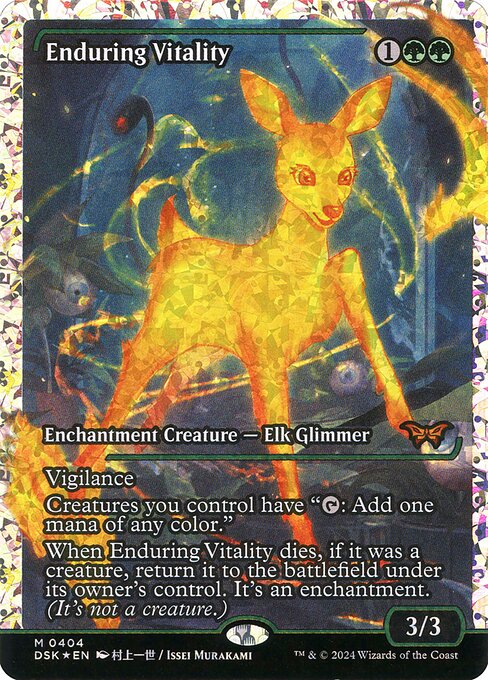 Enduring Vitality 1
Enchantment Creature — Elk Glimmer
Vigilance
Creatures you control have “: Add one
mana of any color.”
When Enduring Vitality dies, if it was a
creature, return it to the battlefield under
its owner’s control. It’s an enchantment.
(It’s not a creature.)
3/3
M 0404
DSK★EN 村上一世 / Issei Murakami
™ & © 2024 Wizards of the Coast